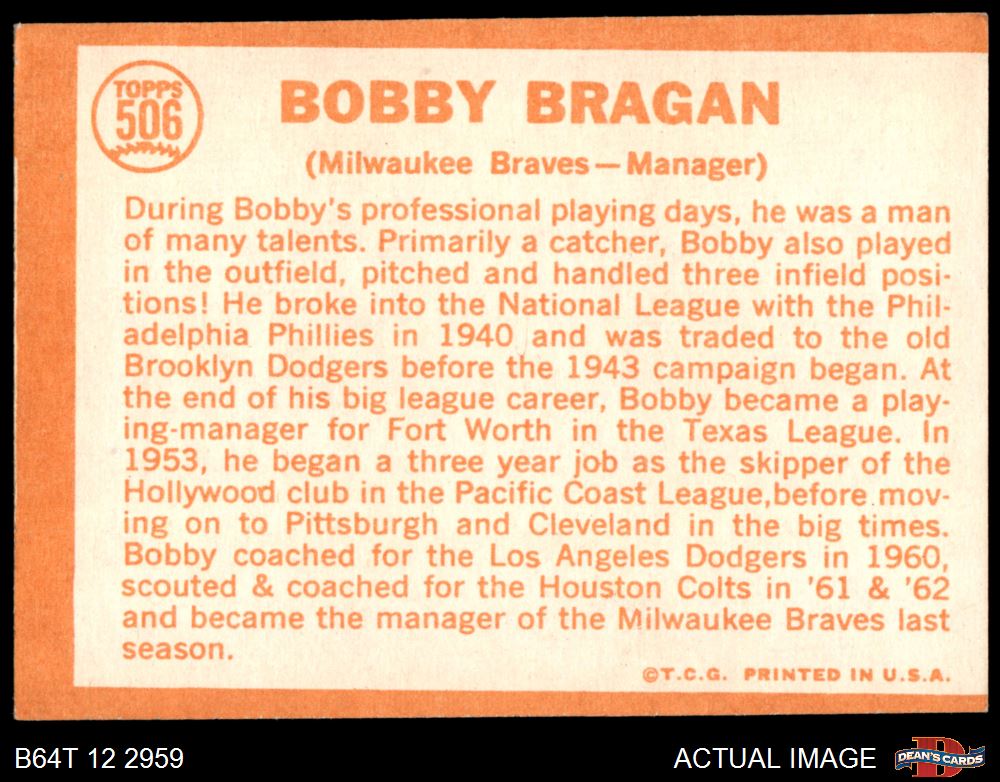 TOPPS
506
BOBBY BRAGAN
(Milwaukee Braves—Manager)
During Bobby's professional playing days, he was a man
of many talents. Primarily a catcher, Bobby also played
in the outfield, pitched and handled three infield posi-
tions! He broke into the National League with the Phil-
adelphia Phillies in 1940 and was traded to the old
Brooklyn Dodgers before the 1943 campaign began. At
the end of his big league career, Bobby became a play-
ing-manager for Fort Worth in the Texas League. In
1953, he began a three year job as the skipper of the
Hollywood club in the Pacific Coast League,before mov-
ing on to Pittsburgh and Cleveland in the big times.
Bobby coached for the Los Angeles Dodgers in 1960,
scouted & coached for the Houston Colts in '61 & '62
and became the manager of the Milwaukee Braves last
season.
©T.C.G. PRINTED IN U.S.A.
B64T 12 2959
ACTUAL IMAGE
D
DEAN'S CARDS